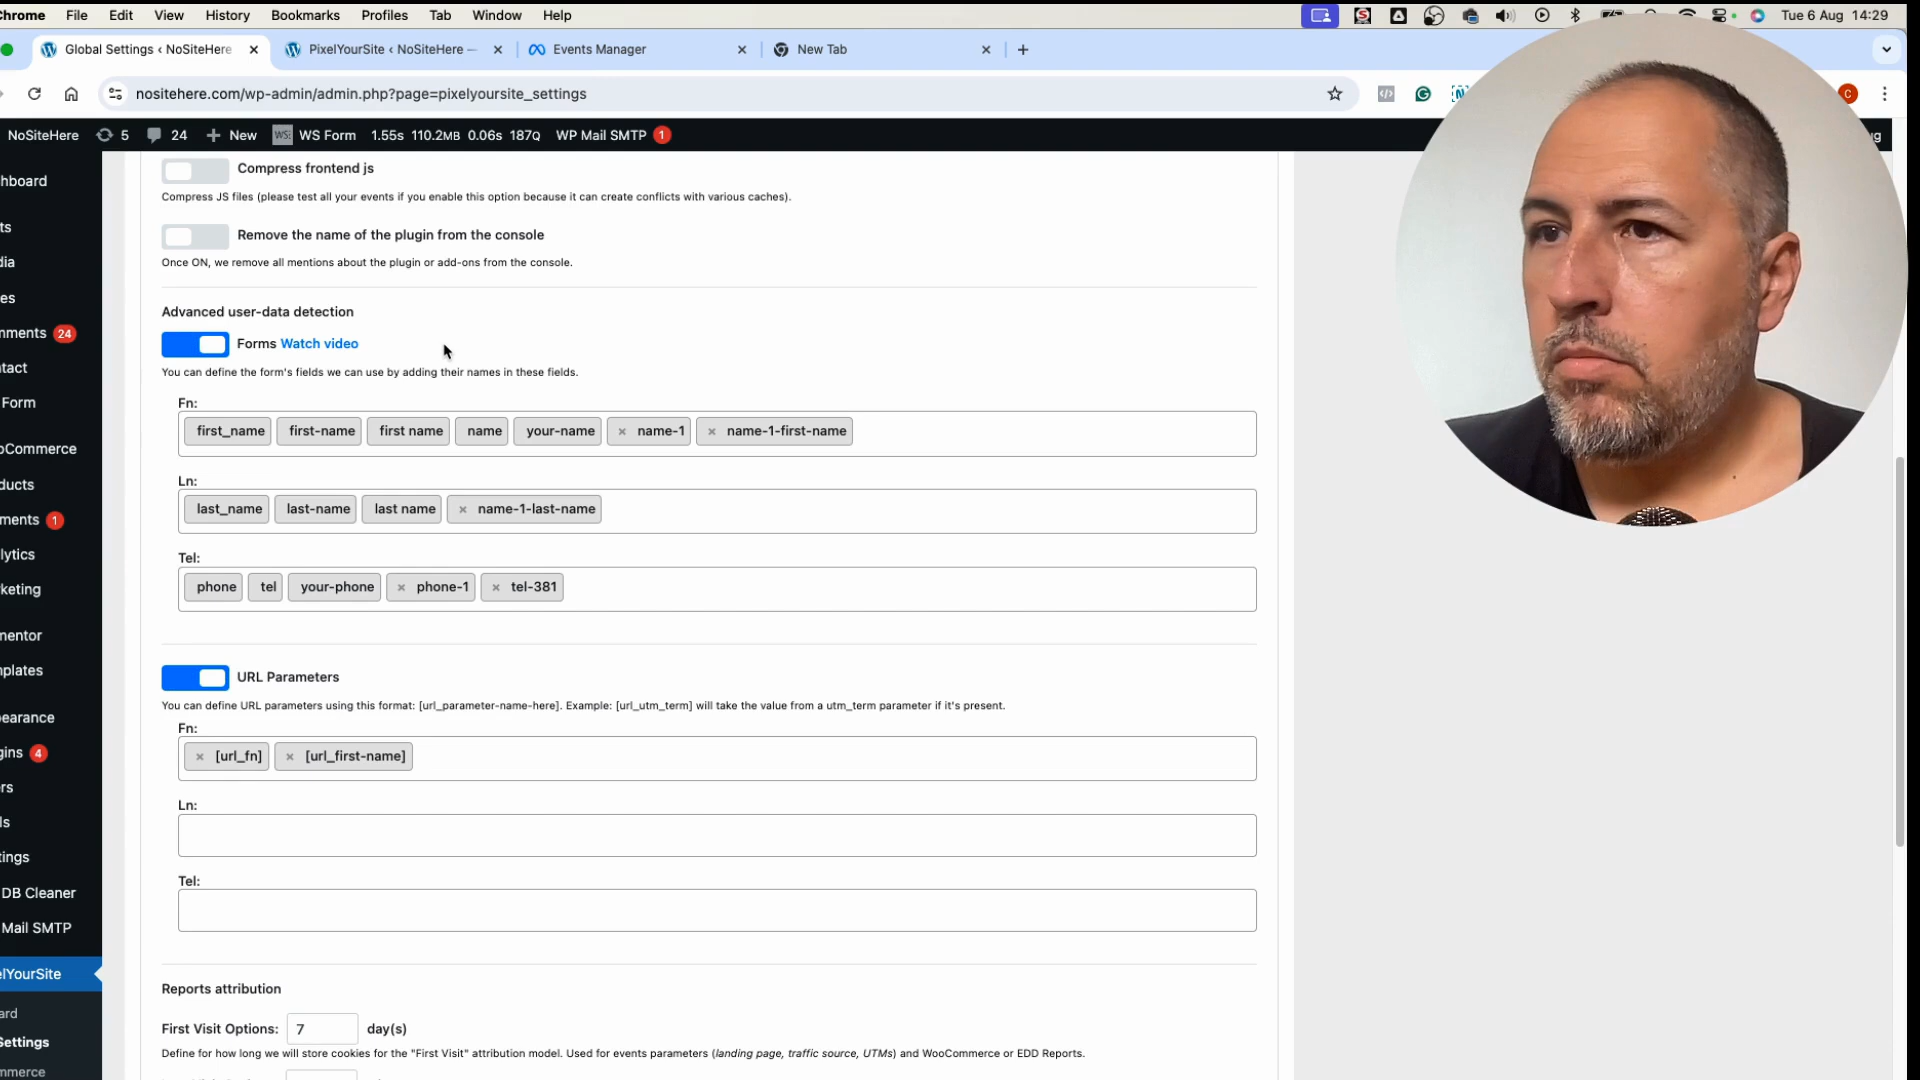 Chrome File Edit View History Bookmarks Profiles Tab Window Help Tue 6 Aug 14:29
Global Settings ‹ NoSiteHere PixelYourSite ‹ NoSiteHere — Events Manager New Tab
nositehere.com/wp-admin/admin.php?page=pixelyoursite_settings
NoSiteHere 5 24 New WS Form 1.55s 110.2MB 0.06s 187Q WP Mail SMTP 1
Compress frontend js
Compress JS files (please test all your events if you enable this option because it can create conflicts with various caches).
Remove the name of the plugin from the console
Once ON, we remove all mentions about the plugin or add-ons from the console.
Advanced user-data detection
Forms Watch video
You can define the form's fields we can use by adding their names in these fields.
Fn:
first_name first-name first name name your-name × name-1 × name-1-first-name
Ln:
last_name last-name last name × name-1-last-name
Tel:
phone tel your-phone × phone-1 × tel-381
URL Parameters
You can define URL parameters using this format: [url_parameter-name-here]. Example: [url_utm_term] will take the value from a utm_term parameter if it's present.
Fn:
× [url_fn] × [url_first-name]
Ln:
Tel:
Reports attribution
First Visit Options: 7 day(s)
Define for how long we will store cookies for the "First Visit" attribution model. Used for events parameters (landing page, traffic source, UTMs) and WooCommerce or EDD Reports.
hboard
ts
dia
es
mments 24
tact
Form
oCommerce
ducts
ments 1
lytics
keting
mentor
mplates
pearance
gins 4
ers
ls
tings
DB Cleaner
Mail SMTP
elYourSite
ard
Settings
mmerce